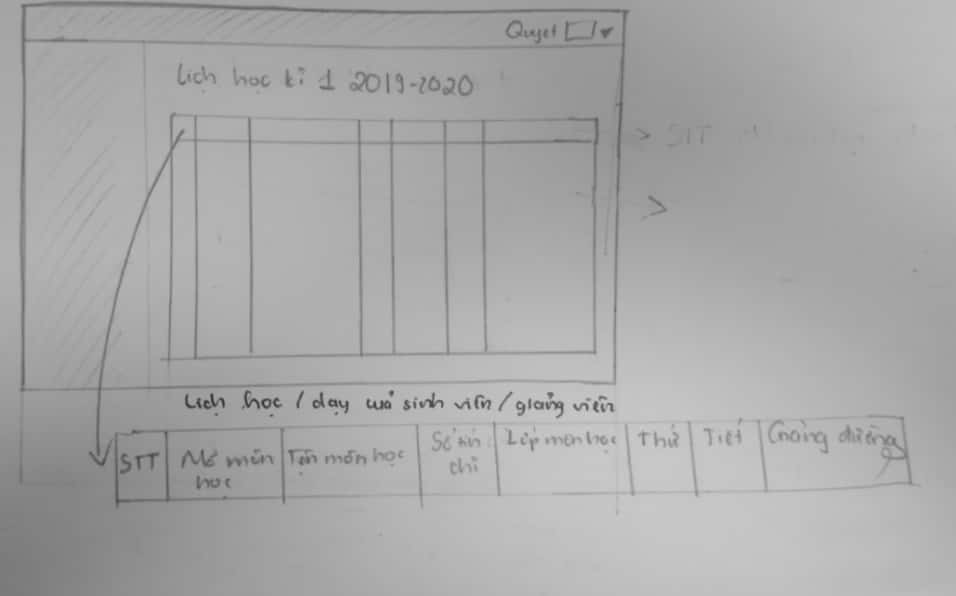 Quyet
Lịch học kì 1 2019-2020
STT
Lịch học / dạy của sinh viên / giảng viên
STT
Mã môn
học
Tên môn học
Số tín
chỉ
Lớp môn học
Thứ
Tiết
Giảng đường